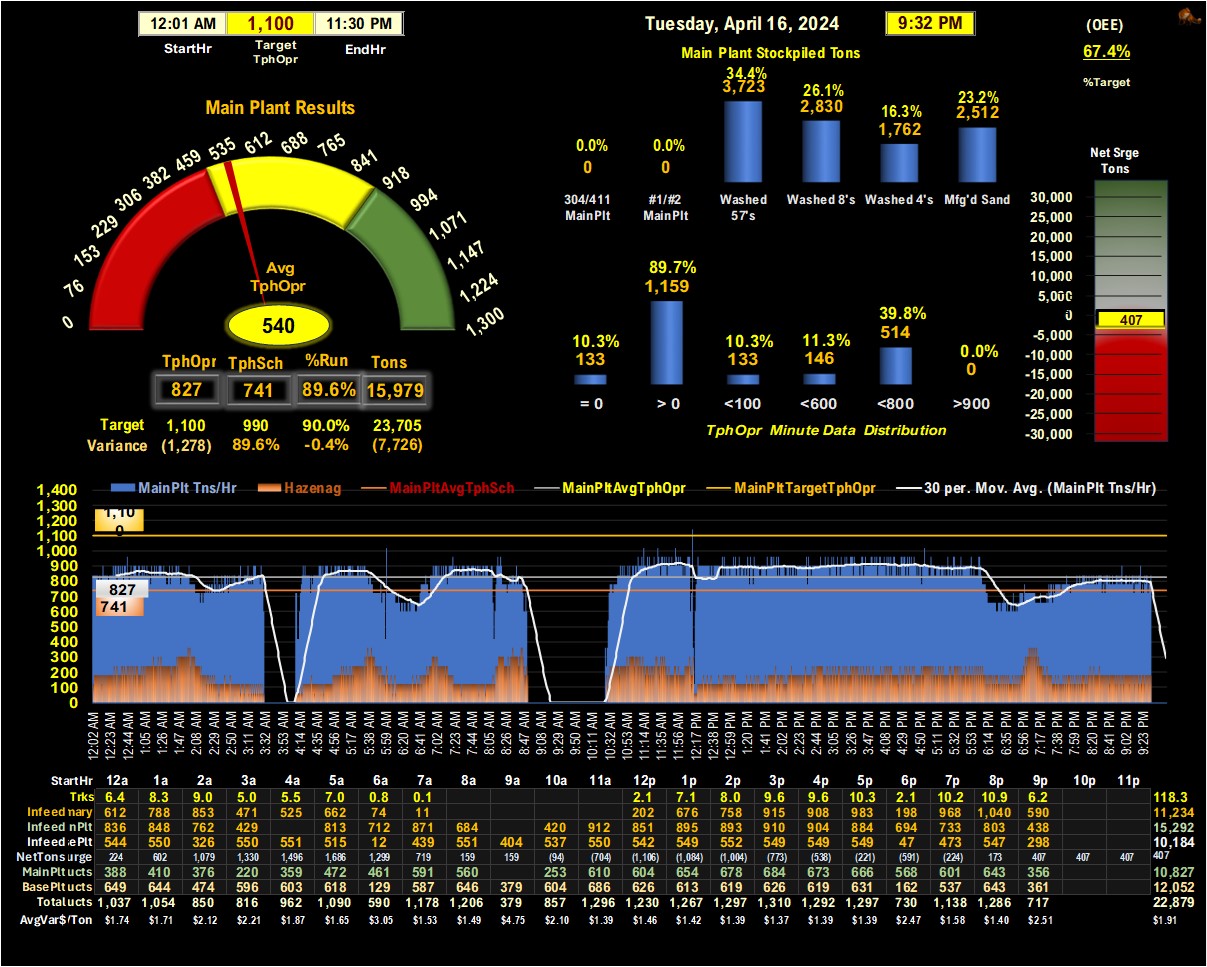 12:01 AM 1,100 11:30 PM
StartHr Target TphOpr EndHr
Tuesday, April 16, 2024 9:32 PM
(OEE)
67.4%
%Target
Main Plant Stockpiled Tons
34.4%
3,723
26.1%
2,830
16.3%
1,762
23.2%
2,512
0.0% 0.0%
0 0
304/411 MainPlt #1/#2 MainPlt Washed 57's Washed 8's Washed 4's Mfg'd Sand
Main Plant Results
0 76 153 229 306 382 459 535 612 688 765 841 918 994 1,071 1,147 1,224 1,300
Avg
TphOpr
540
TphOpr TphSch %Run Tons
827 741 89.6% 15,979
Target 1,100 990 90.0% 23,705
Variance (1,278) 89.6% -0.4% (7,726)
10.3% 89.7% 10.3% 11.3% 39.8% 0.0%
133 1,159 133 146 514 0
= 0 > 0 <100 <600 <800 >900
TphOpr Minute Data Distribution
Net Srge
Tons
30,000
25,000
20,000
15,000
10,000
5,000
0
407
-5,000
-10,000
-15,000
-20,000
-25,000
-30,000
MainPlt Tns/Hr Hazenag MainPltAvgTphSch MainPltAvgTphOpr MainPltTargetTphOpr 30 per. Mov. Avg. (MainPlt Tns/Hr)
1,400
1,300
1,200
1,100
1,000
900
800
700
600
500
400
300
200
100
0
1,100
827
741
12:02 AM 12:23 AM 12:44 AM 1:05 AM 1:26 AM 1:47 AM 2:08 AM 2:29 AM 2:50 AM 3:11 AM 3:32 AM 3:53 AM 4:14 AM 4:35 AM 4:56 AM 5:17 AM 5:38 AM 5:59 AM 6:20 AM 6:41 AM 7:02 AM 7:23 AM 7:44 AM 8:05 AM 8:26 AM 8:47 AM 9:08 AM 9:29 AM 9:50 AM 10:11 AM 10:32 AM 10:53 AM 11:14 AM 11:35 AM 11:56 AM 12:17 PM 12:38 PM 12:59 PM 1:20 PM 1:41 PM 2:02 PM 2:23 PM 2:44 PM 3:05 PM 3:26 PM 3:47 PM 4:08 PM 4:29 PM 4:50 PM 5:11 PM 5:32 PM 5:53 PM 6:14 PM 6:35 PM 6:56 PM 7:17 PM 7:38 PM 7:59 PM 8:20 PM 8:41 PM 9:02 PM 9:23 PM
StartHr 12a 1a 2a 3a 4a 5a 6a 7a 8a 9a 10a 11a 12p 1p 2p 3p 4p 5p 6p 7p 8p 9p 10p 11p
Trks 6.4 8.3 9.0 5.0 5.5 7.0 0.8 0.1 2.1 7.1 8.0 9.6 9.6 10.3 2.1 10.2 10.9 6.2 118.3
Infeed mary 612 788 853 471 525 662 74 11 202 676 758 915 908 983 198 968 1,040 590 11,234
Infeed nPlt 836 848 762 429 813 712 871 684 420 912 851 895 893 910 904 884 694 733 803 438 15,292
Infeed ePlt 544 550 326 550 551 515 12 439 551 404 537 550 542 549 552 549 549 549 47 473 547 298 10,184
NetTons urge 224 602 1,079 1,330 1,496 1,686 1,299 719 159 159 (94) (704) (1,106) (1,084) (1,004) (773) (538) (221) (591) (224) 173 407 407 407 407
MainPlt ucts 388 410 376 220 359 472 461 591 560 253 610 604 654 678 684 673 666 568 601 643 356 10,827
BasePlt ucts 649 644 474 596 603 618 129 587 646 379 604 686 626 613 619 626 619 631 162 537 643 361 12,052
Total ucts 1,037 1,054 850 816 962 1,090 590 1,178 1,206 379 857 1,296 1,230 1,267 1,297 1,310 1,292 1,297 730 1,138 1,286 717 22,879
AvgVar$/Ton $1.74 $1.71 $2.12 $2.21 $1.87 $1.65 $3.05 $1.53 $1.49 $4.75 $2.10 $1.39 $1.46 $1.42 $1.39 $1.37 $1.39 $1.39 $2.47 $1.58 $1.40 $2.51 $1.91